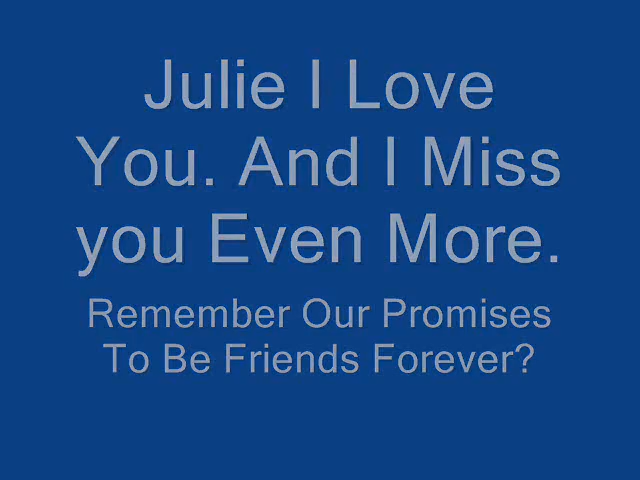 Julie I Love
You. And I Miss
you Even More.
Remember Our Promises
To Be Friends Forever?